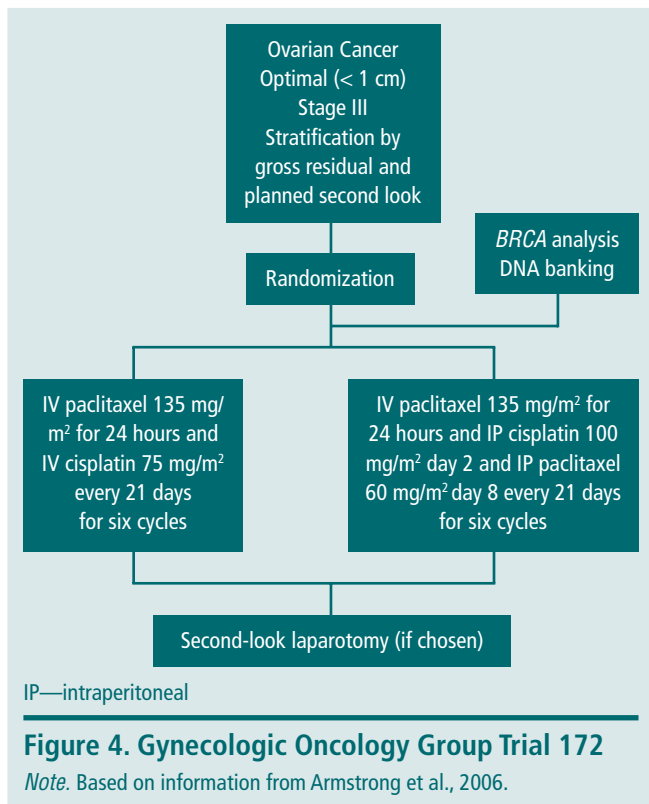 Ovarian Cancer
Optimal (< 1 cm)
Stage III
Stratification by
gross residual and
planned second look
BRCA analysis
DNA banking
Randomization
IV paclitaxel 135 mg/
m² for 24 hours and
IV cisplatin 75 mg/m²
every 21 days
for six cycles
IV paclitaxel 135 mg/m² for
24 hours and IP cisplatin 100
mg/m² day 2 and IP paclitaxel
60 mg/m² day 8 every 21 days
for six cycles
Second-look laparotomy (if chosen)
IP—intraperitoneal
Figure 4. Gynecologic Oncology Group Trial 172
Note. Based on information from Armstrong et al., 2006.